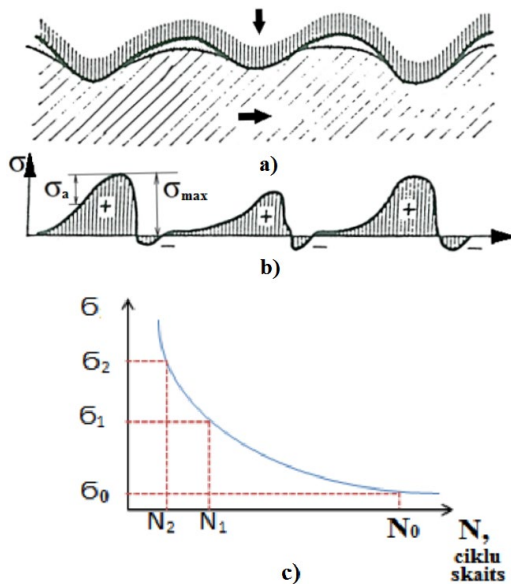 a)
σ
σa
+
σmax
+
+
−
−
−
b)
б
б2
б1
б0
N2
N1
N0
N,
ciklu
skaits
c)